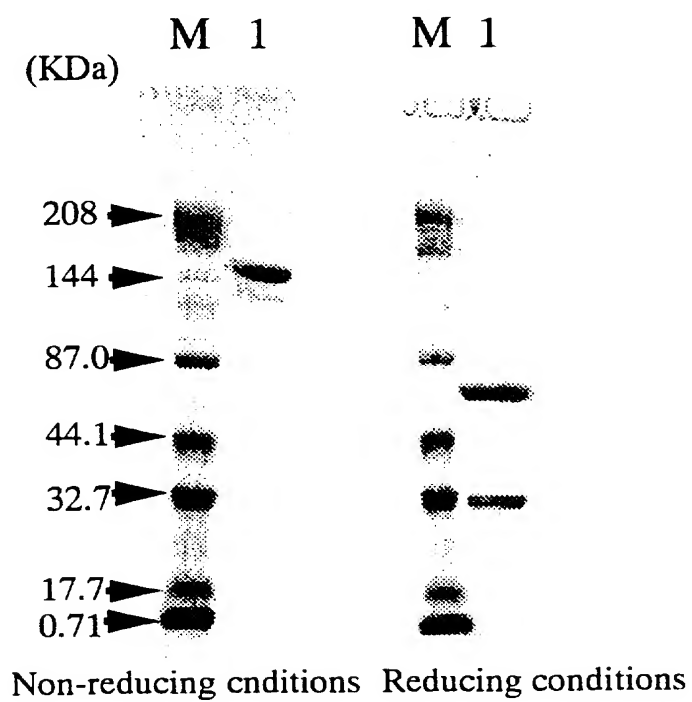 M 1 M 1
(KDa)
208
144
87.0
44.1
32.7
17.7
0.71
Non-reducing cnditions Reducing conditions